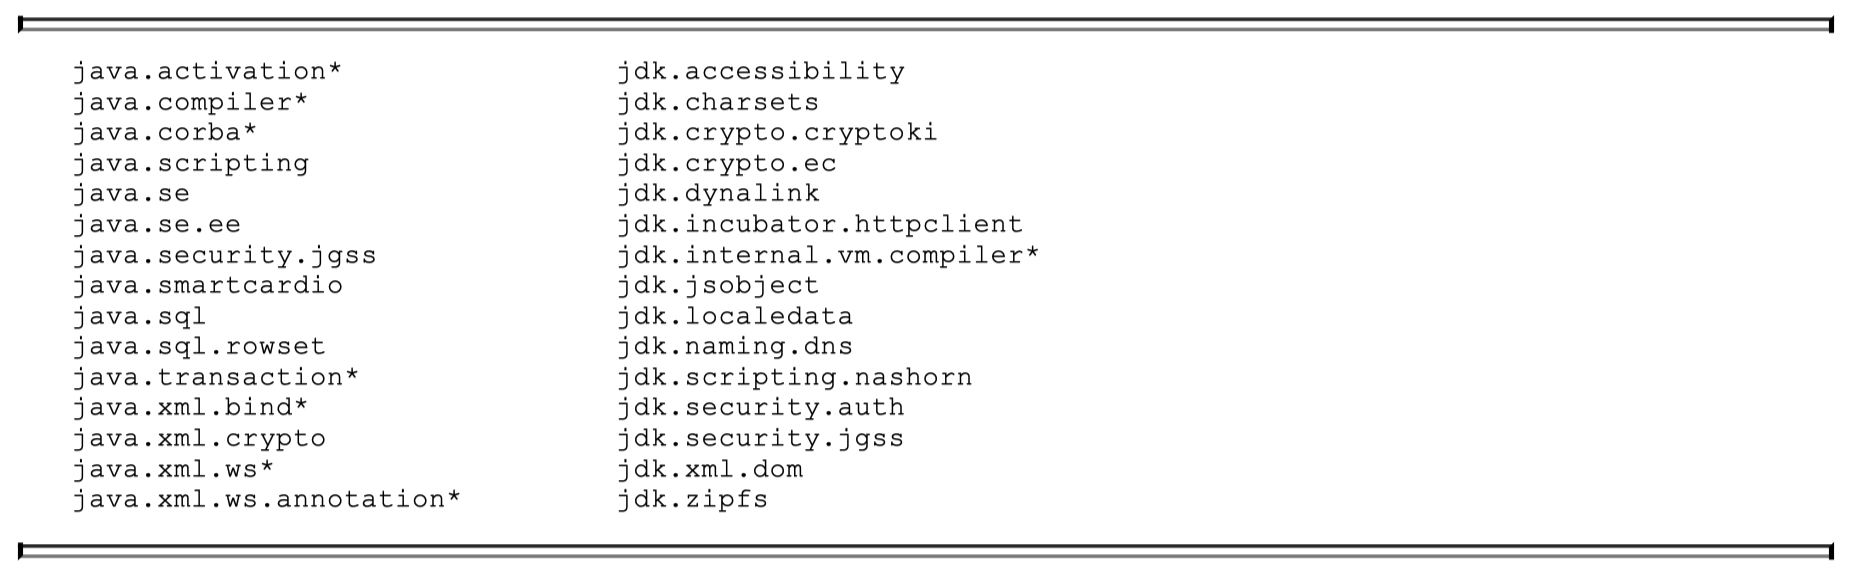 java.activation* jdk.accessibility
java.compiler* jdk.charsets
java.corba* jdk.crypto.cryptoki
java.scripting jdk.crypto.ec
java.se jdk.dynalink
java.se.ee jdk.incubator.httpclient
java.security.jgss jdk.internal.vm.compiler*
java.smartcardio jdk.jsobject
java.sql jdk.localedata
java.sql.rowset jdk.naming.dns
java.transaction* jdk.scripting.nashorn
java.xml.bind* jdk.security.auth
java.xml.crypto jdk.security.jgss
java.xml.ws* jdk.xml.dom
java.xml.ws.annotation* jdk.zipfs